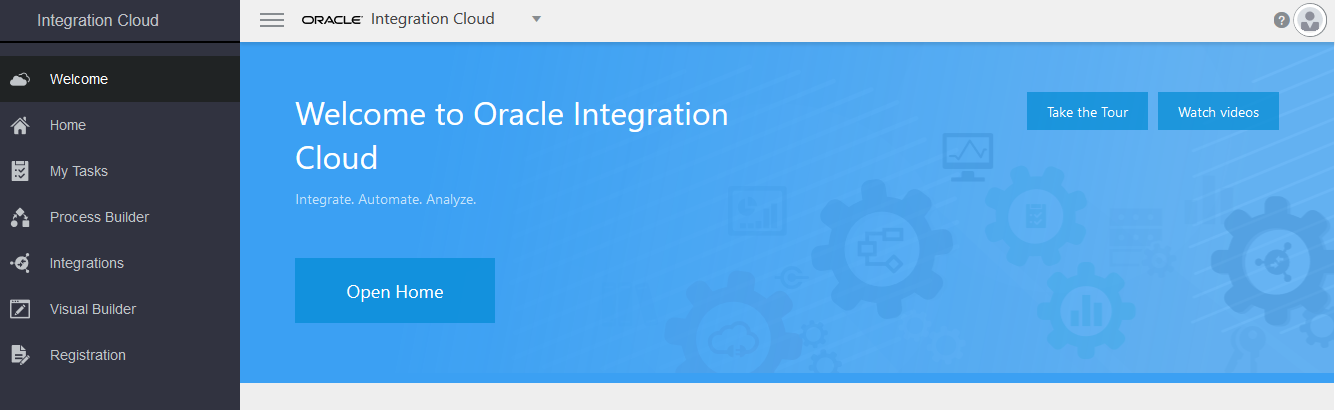 Integration Cloud
ORACLE Integration Cloud
?
Welcome
Home
My Tasks
Process Builder
Integrations
Visual Builder
Registration
Welcome to Oracle Integration
Cloud
Integrate. Automate. Analyze.
Open Home
Take the Tour
Watch videos